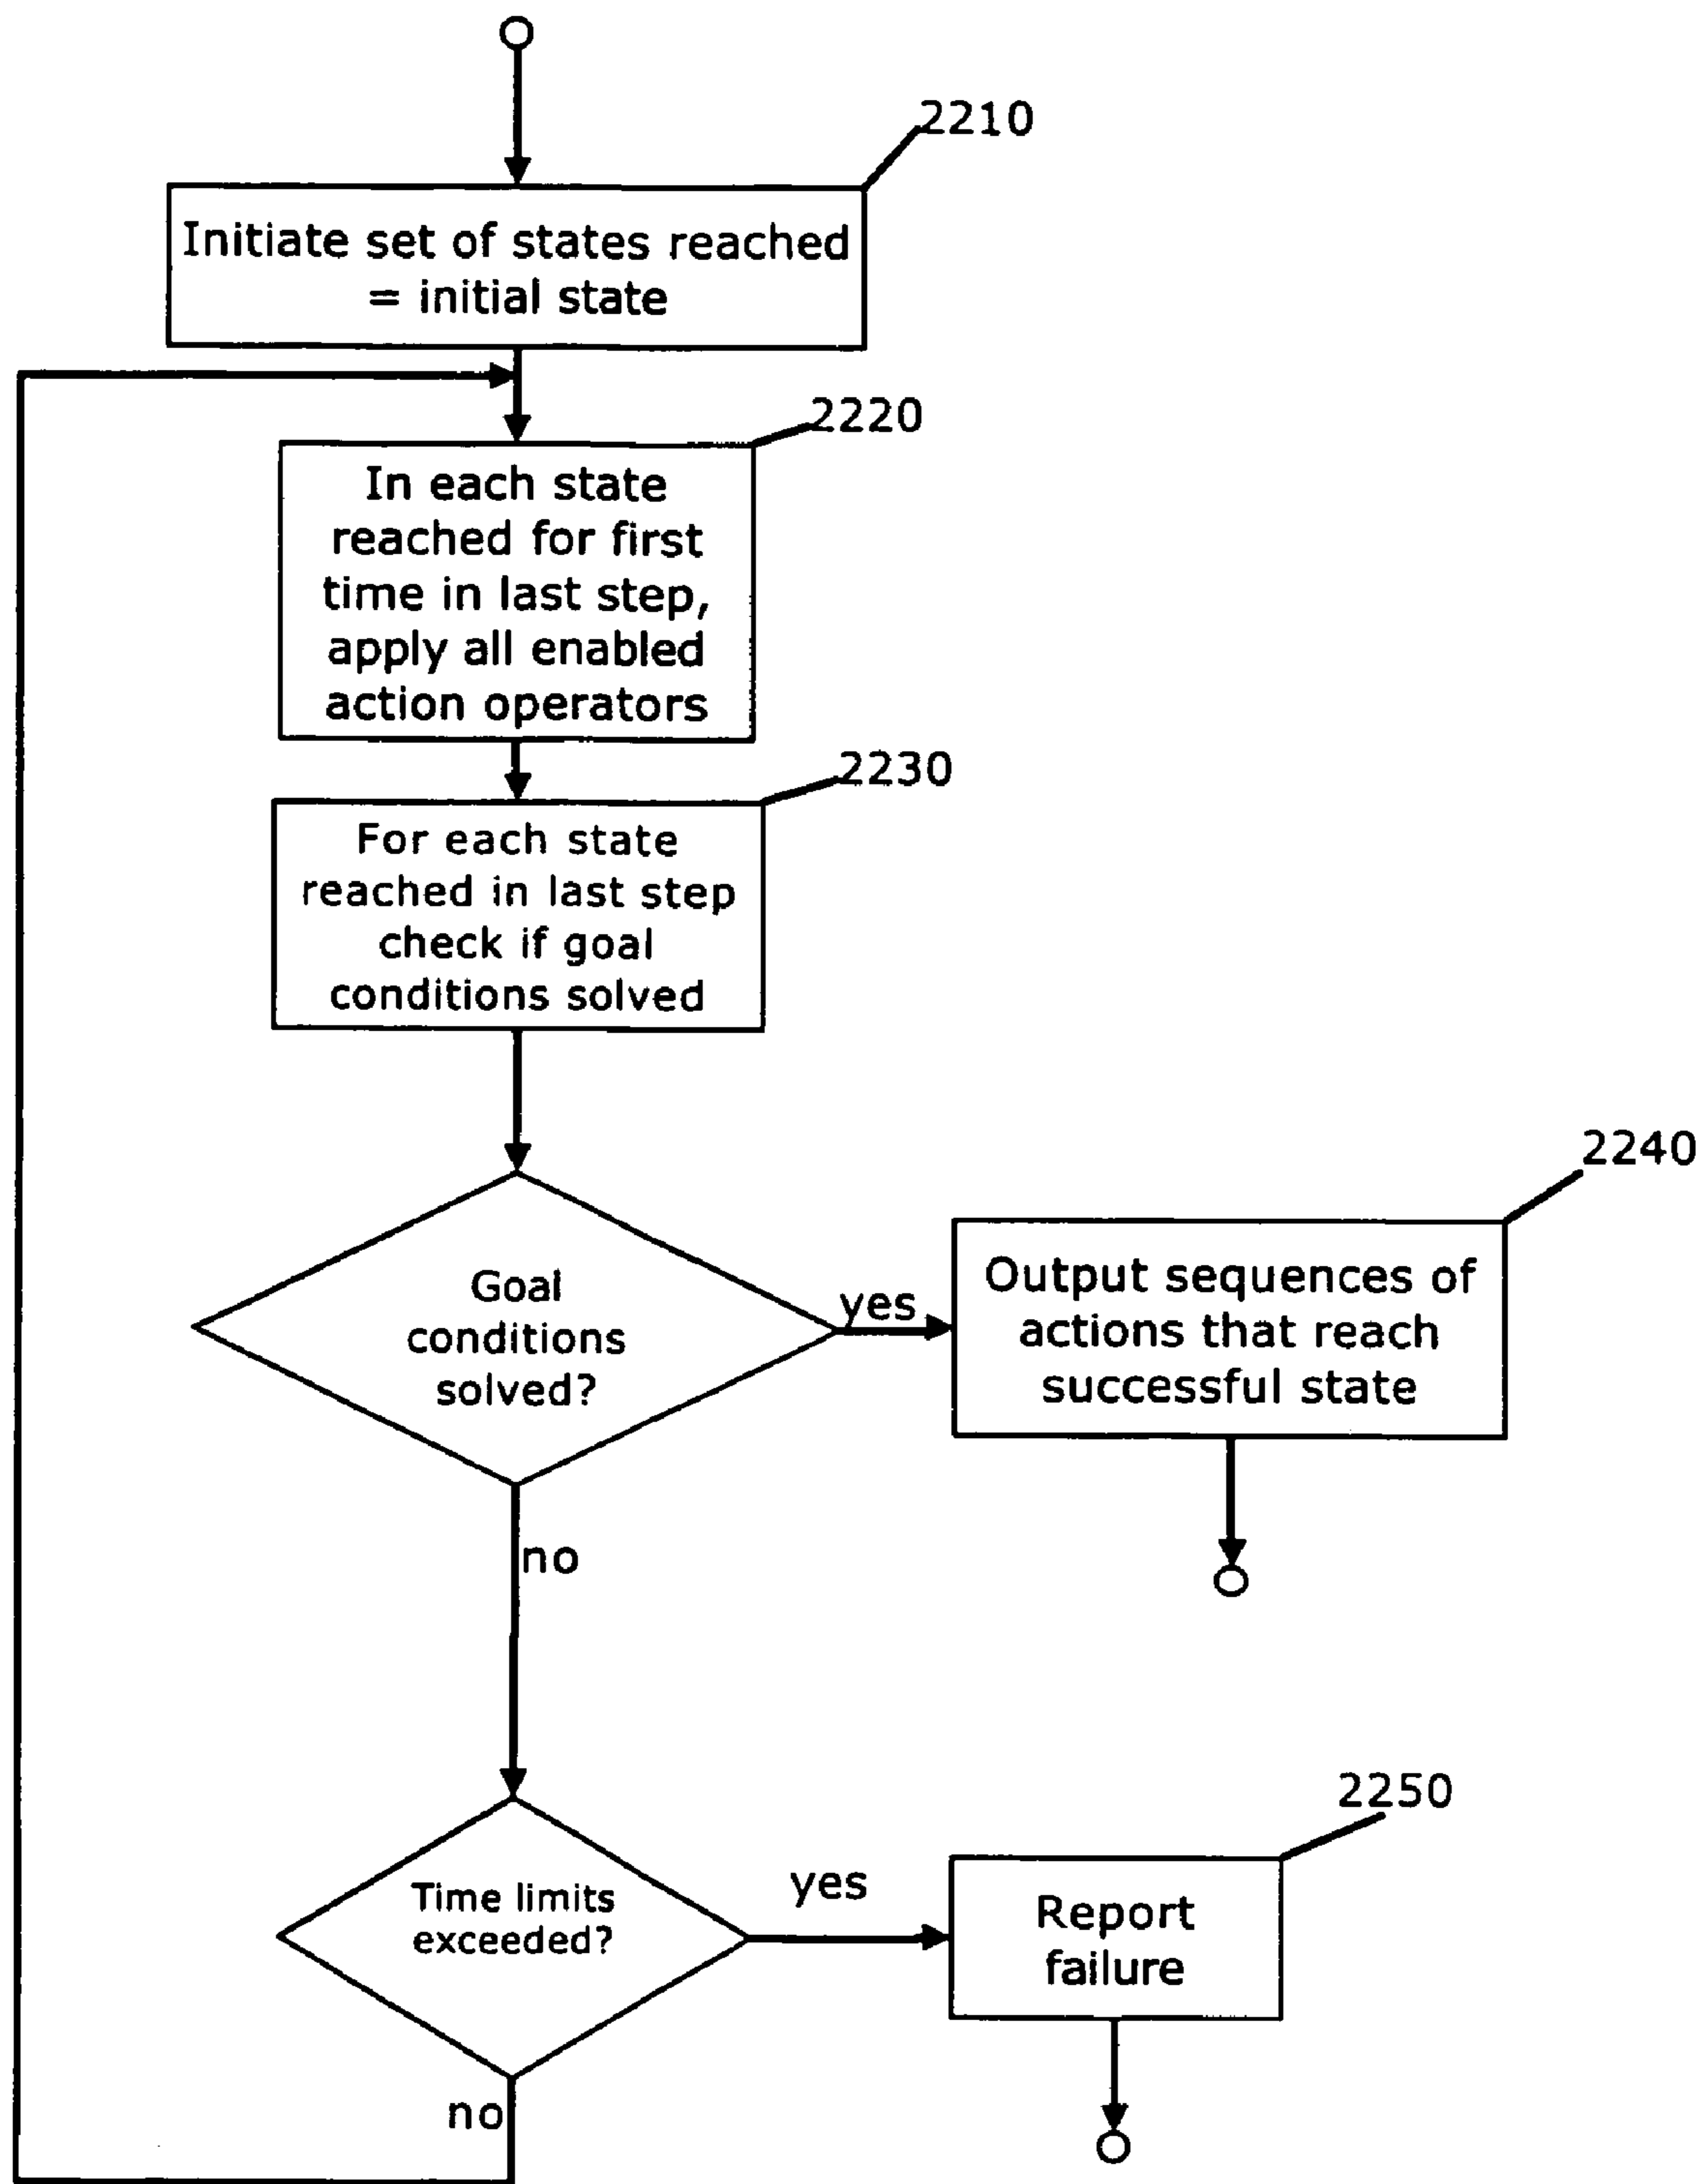 2210
Initiate set of states reached
= initial state
2220
In each state
reached for first
time in last step,
apply all enabled
action operators
2230
For each state
reached in last step
check if goal
conditions solved
2240
Goal
conditions
solved?
yes
Output sequences of
actions that reach
successful state
no
2250
Time limits
exceeded?
yes
Report
failure
no